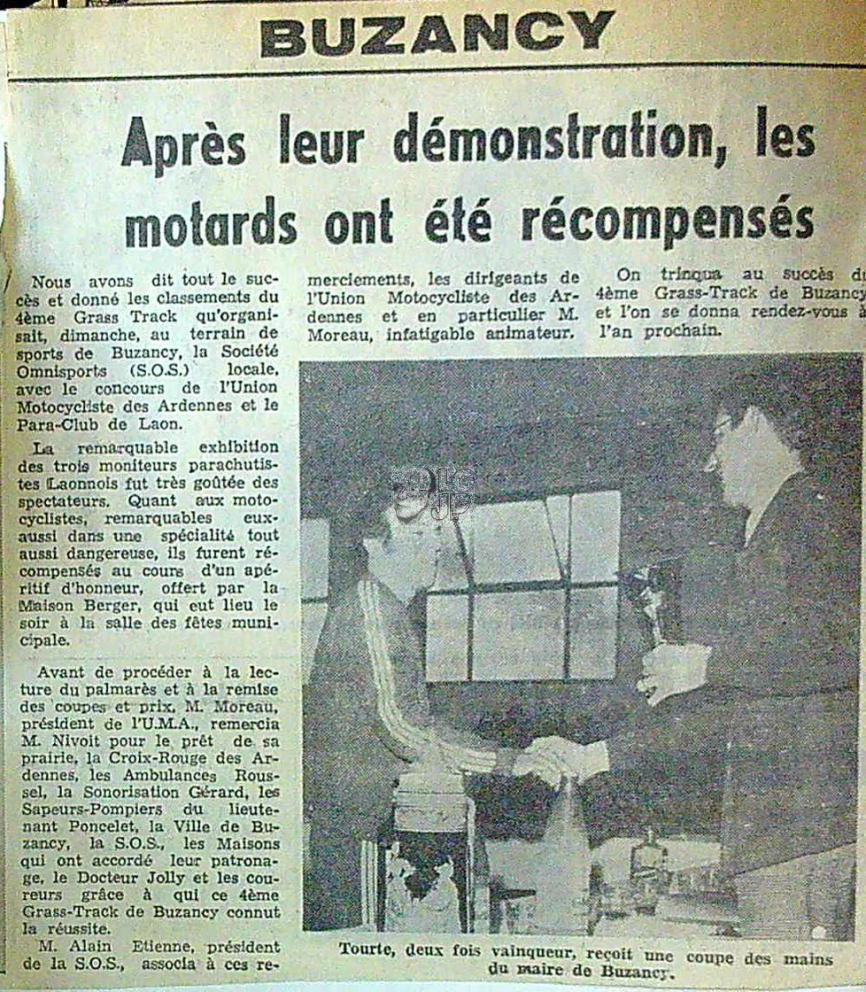 BUZANCY
Après leur démonstration, les
motards ont été récompensés
Nous avons dit tout le suc-
cès et donné les classements du
4ème Grass Track qu'organi-
sait, dimanche, au terrain de
sports de Buzancy, la Société
Omnisports (S.O.S.) locale,
avec le concours de l'Union
Motocycliste des Ardennes et le
Para-Club de Laon.
La remarquable exhibition
des trois moniteurs parachutis-
tes Laonnois fut très goûtée des
spectateurs. Quant aux moto-
cyclistes, remarquables eux-
aussi dans une spécialité tout
aussi dangereuse, ils furent ré-
compensés au cours d'un apé-
ritif d'honneur, offert par la
Maison Berger, qui eut lieu le
soir à la salle des fêtes muni-
cipale.
Avant de procéder à la lec-
ture du palmarès et à la remise
des coupes et prix, M. Moreau,
président de l'U.M.A., remercia
M. Nivoit pour le prêt de sa
prairie, la Croix-Rouge des Ar-
dennes, les Ambulances Rous-
sel, la Sonorisation Gérard, les
Sapeurs-Pompiers du lieute-
nant Poncelet, la Ville de Bu-
zancy, la S.O.S., les Maisons
qui ont accordé leur patrona-
ge, le Docteur Jolly et les cou-
reurs grâce à qui ce 4ème
Grass-Track de Buzancy connut
la réussite.
M. Alain Etienne, président
de la S.O.S., associa à ces re-
merciements, les dirigeants de
l'Union Motocycliste des Ar-
dennes et en particulier M.
Moreau, infatigable animateur.
On trinqua au succès du
4ème Grass-Track de Buzancy
et l'on se donna rendez-vous à
l'an prochain.
Tourte, deux fois vainqueur, reçoit une coupe des mains
du maire de Buzancy.